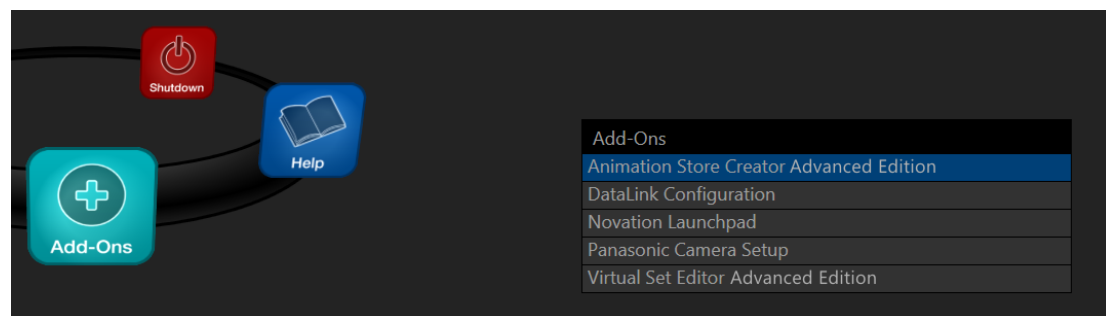 Shutdown
Help
Add-Ons
Add-Ons
Animation Store Creator Advanced Edition
DataLink Configuration
Novation Launchpad
Panasonic Camera Setup
Virtual Set Editor Advanced Edition